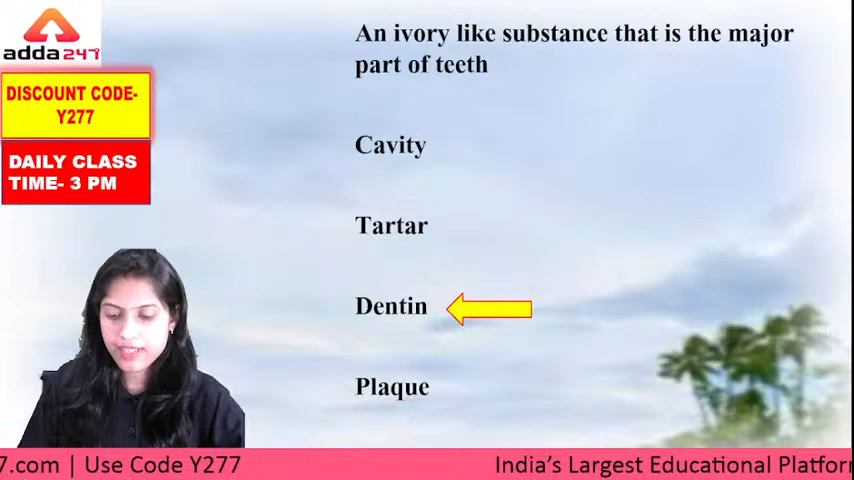 adda247
DISCOUNT CODE-
Y277
DAILY CLASS
TIME- 3 PM
An ivory like substance that is the major
part of teeth
Cavity
Tartar
Dentin
Plaque
7.com | Use Code Y277
India's Largest Educational Platform